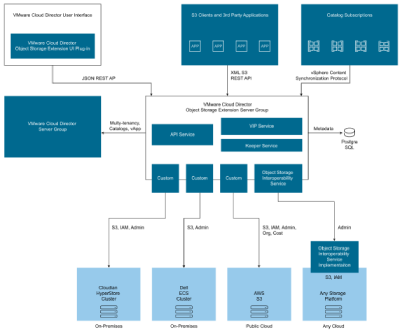 VMware Cloud Director User Interface
VMware Cloud Director
Object Storage Extension UI Plug-in
S3 Clients and 3rd Party Applications
APP
APP
APP
APP
Catalog Subscriptions
JSON REST AP
XML S3
REST API
vSphere Content
Synchronization Protocol
VMware Cloud Director
Server Group
Multi-tenancy,
Catalogs, vApp
VMware Cloud Director
Object Storage Extension Server Group
API Service
VIP Service
Keeper Service
Metadata
Postgre
SQL
Custom
Custom
Custom
Object Storage
Interoperability
Service
S3, IAM, Admin
S3, Admin
S3, IAM, Admin,
Org, Cost
Admin
Object Storage
Interoperability
Service
Implementation
S3, IAM
Cloudian
HyperStore
Cluster
Dell
ECS
Cluster
AWS
S3
Any Storage
Platform
On-Premises
On-Premises
Public Cloud
Any Cloud